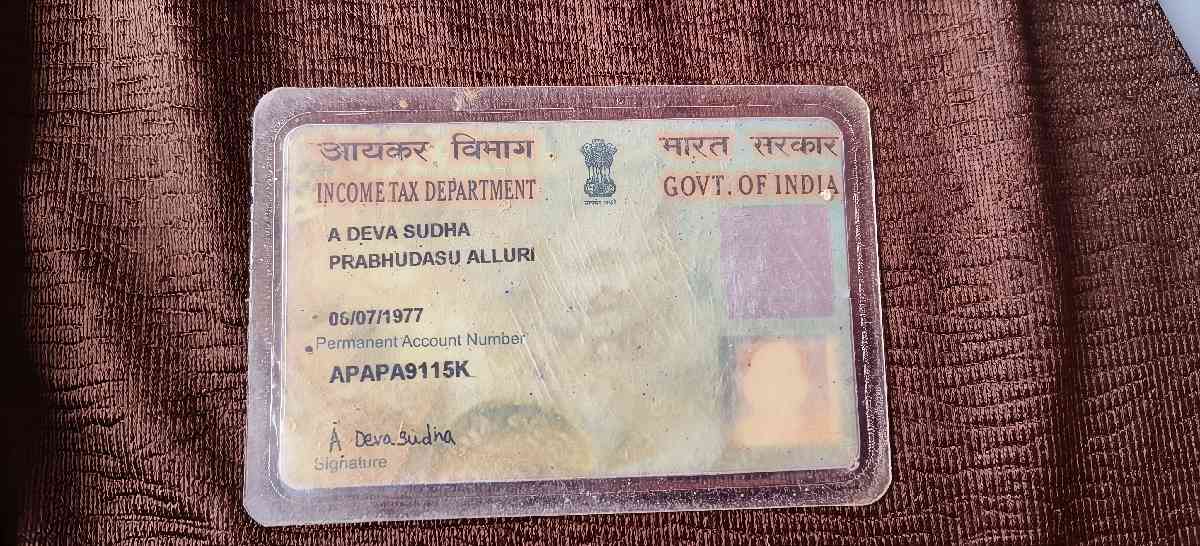 आयकर विभाग
भारत सरकार
INCOME TAX DEPARTMENT
GOVT. OF INDIA
A DEVA SUDHA
PRABHUDASU ALLURI
06/07/1977
Permanent Account Number
APAPA9115K
A Deva Sudha
Signature